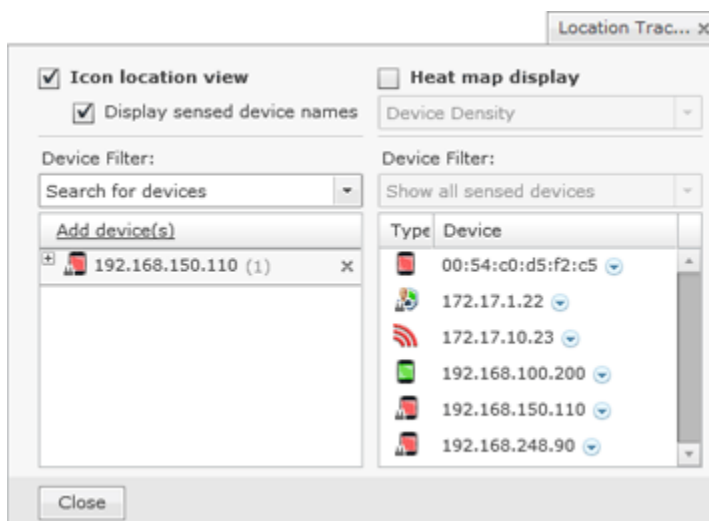 Location Trac... x
Icon location view
Display sensed device names
Device Filter:
Search for devices
Add device(s)
192.168.150.110 (1)
Heat map display
Device Density
Device Filter:
Show all sensed devices
Type Device
00:54:c0:d5:f2:c5
172.17.1.22
172.17.10.23
192.168.100.200
192.168.150.110
192.168.248.90
Close